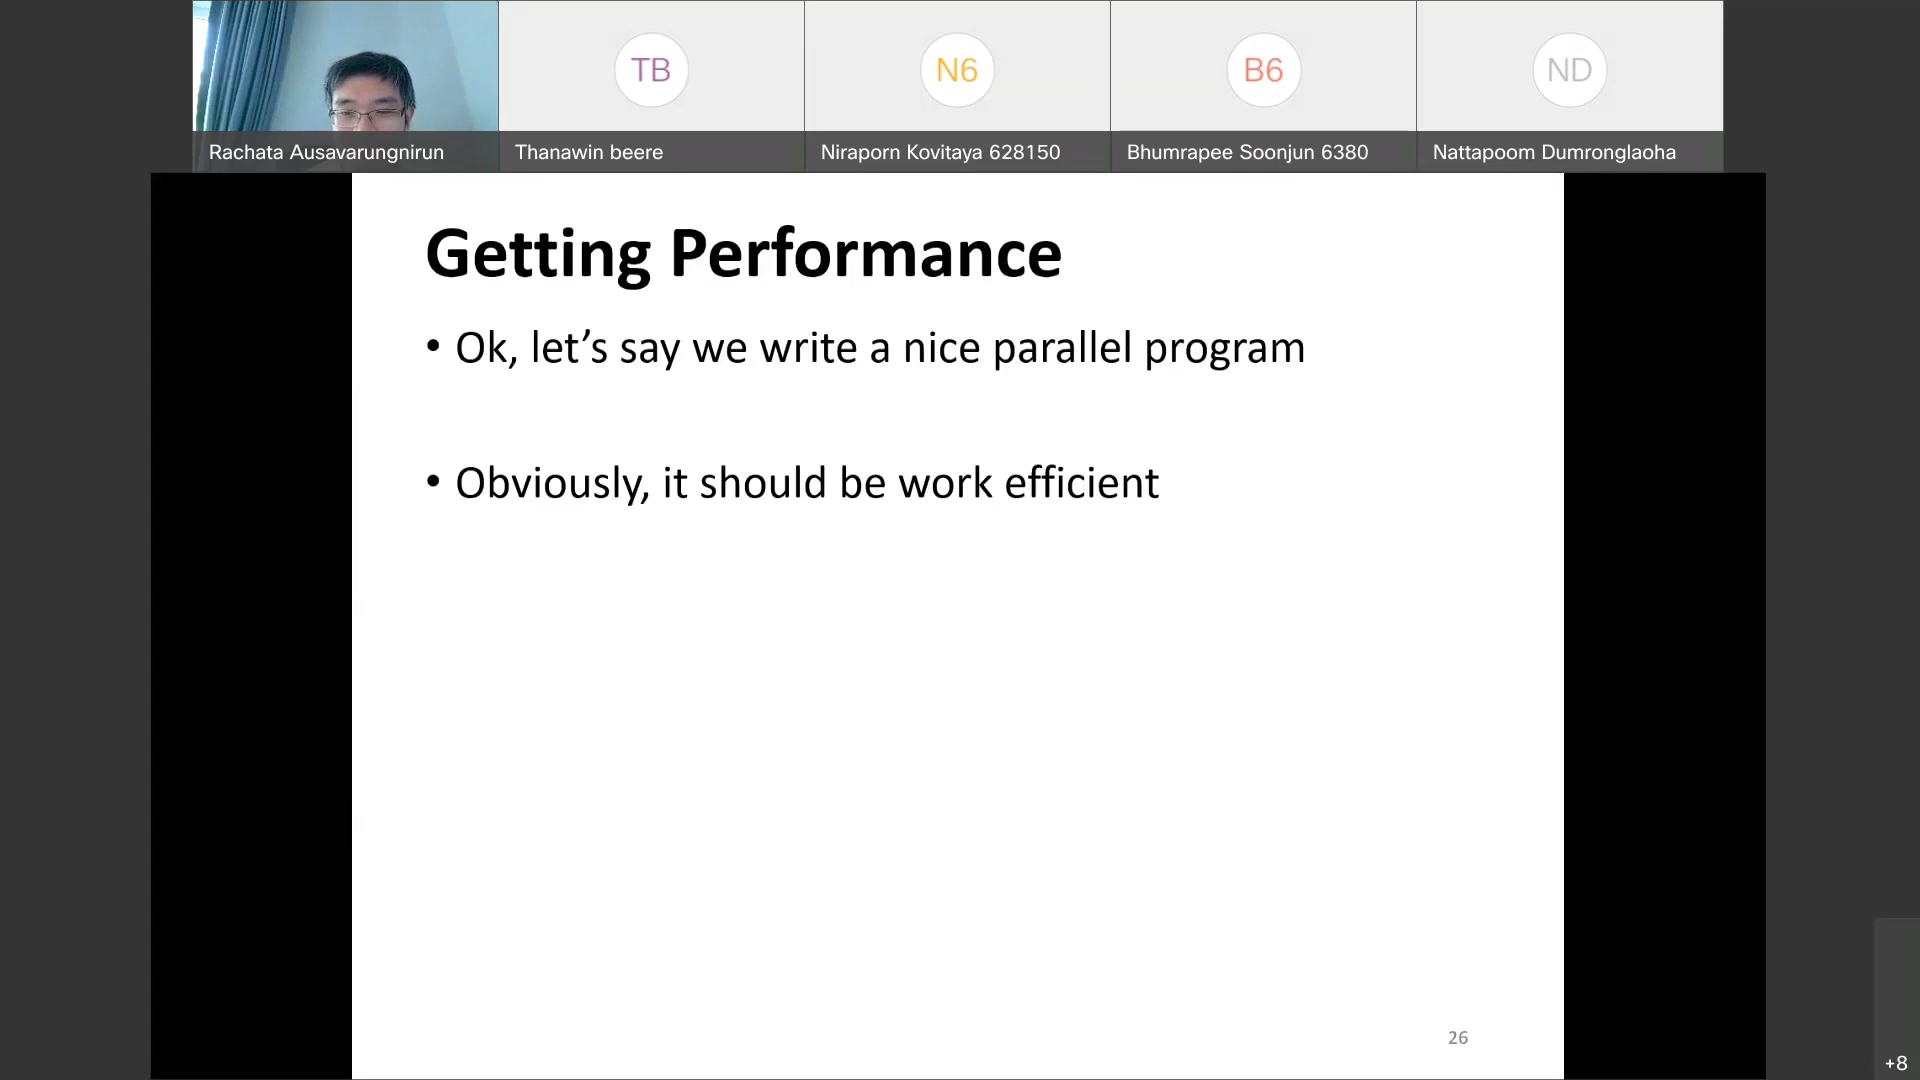 TB
N6
B6
ND
Rachata Ausavarungnirun
Thanawin beere
Niraporn Kovitaya 628150
Bhumrapee Soonjun 6380
Nattapoom Dumronglaoha
Getting Performance
• Ok, let’s say we write a nice parallel program
• Obviously, it should be work efficient
26
+8